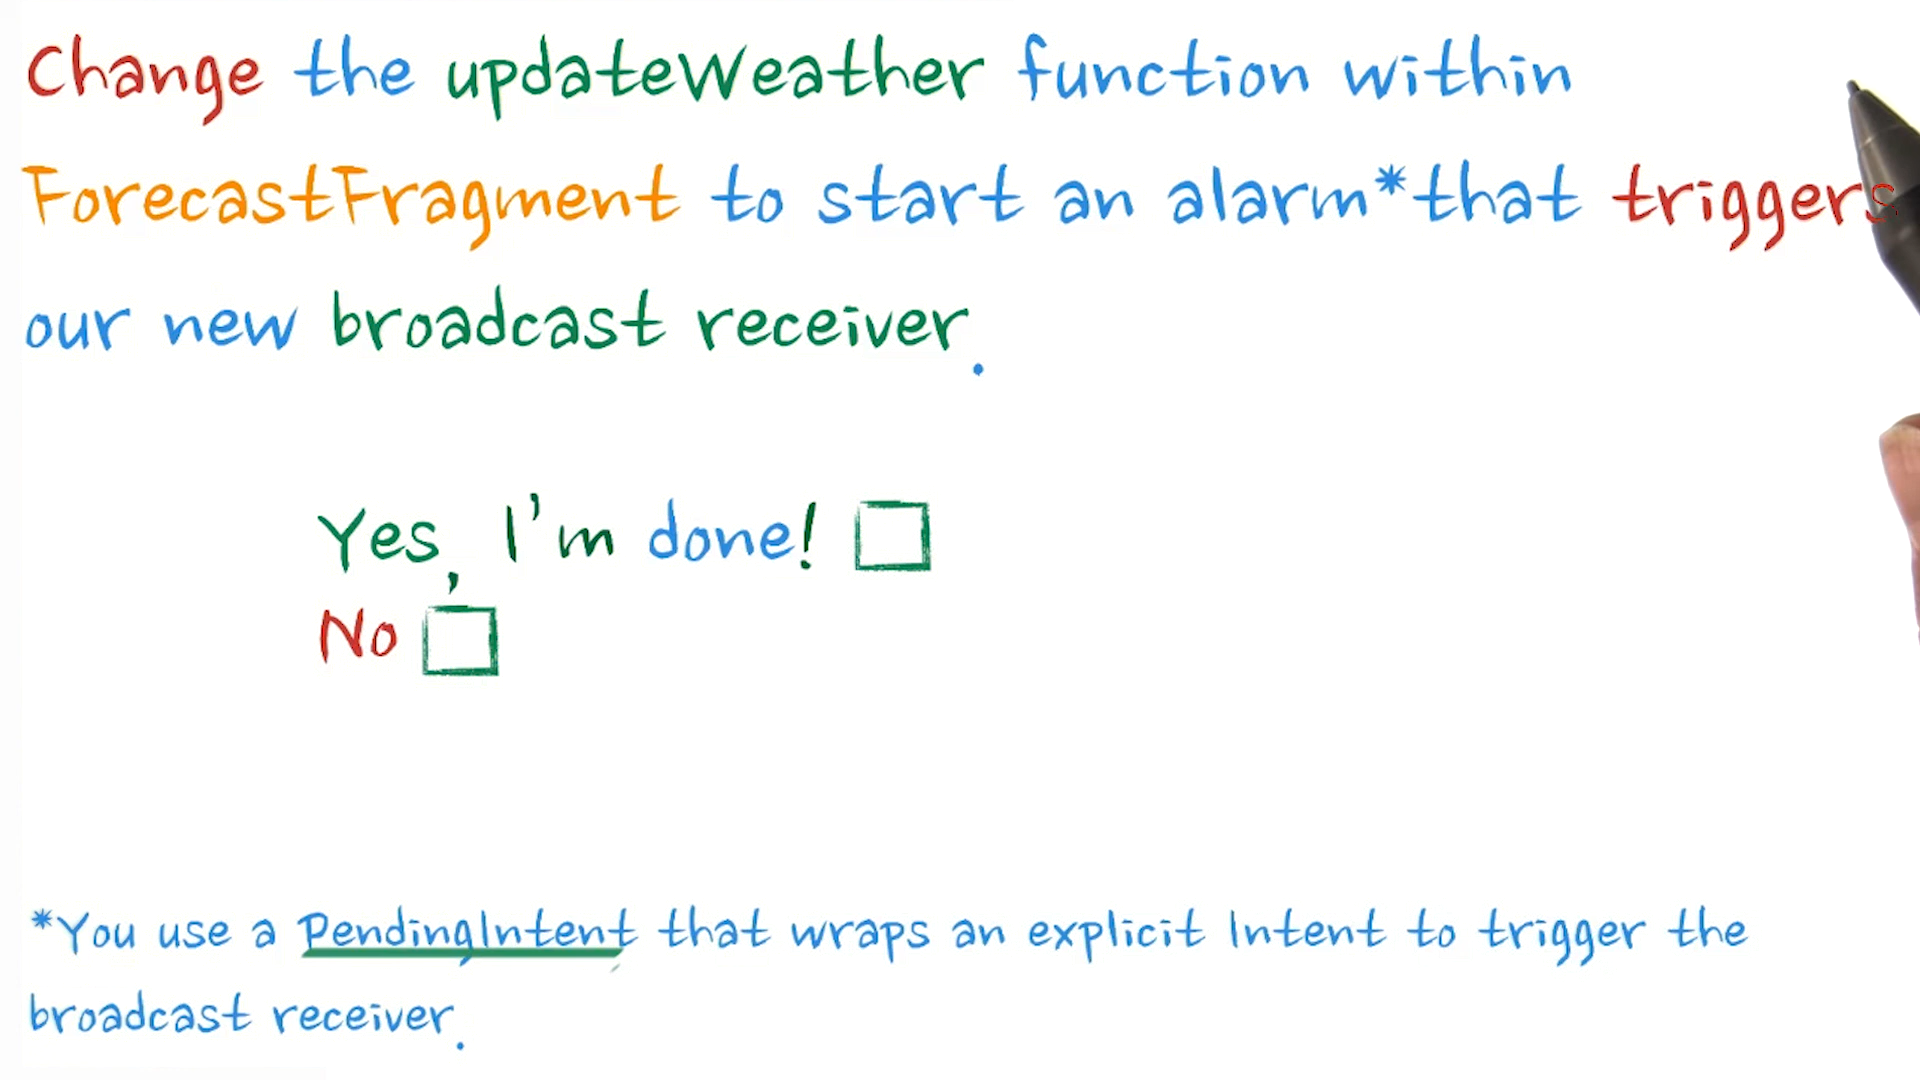 Change the updateWeather function within
ForecastFragment to start an alarm*that triggers
our new broadcast receiver.
Yes, I'm done!
No
*You use a PendingIntent that wraps an explicit Intent to trigger the
broadcast receiver.